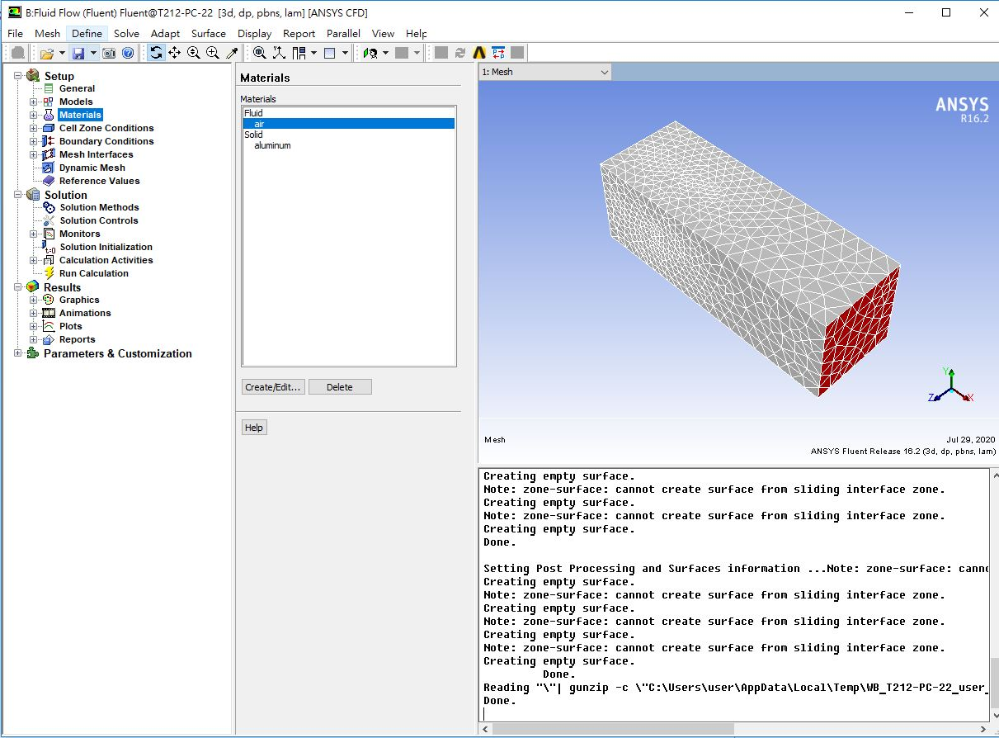 B:Fluid Flow (Fluent) Fluent@T212-PC-22 [3d, dp, pbns, lam] [ANSYS CFD]
File Mesh Define Solve Adapt Surface Display Report Parallel View Help
Setup
General
Models
Materials
Cell Zone Conditions
Boundary Conditions
Mesh Interfaces
Dynamic Mesh
Reference Values
Solution
Solution Methods
Solution Controls
Monitors
t=0
Solution Initialization
Calculation Activities
Run Calculation
Results
Graphics
Animations
Plots
Reports
Parameters & Customization
Materials
Materials
Fluid
air
Solid
aluminum
Create/Edit...
Delete
Help
1: Mesh
ANSYS
R16.2
Y
Z
X
Mesh
Jul 29, 2020
ANSYS Fluent Release 16.2 (3d, dp, pbns, lam)
Creating empty surface.
Note: zone-surface: cannot create surface from sliding interface zone.
Creating empty surface.
Note: zone-surface: cannot create surface from sliding interface zone.
Creating empty surface.
Done.
Setting Post Processing and Surfaces information ...Note: zone-surface: cann
Creating empty surface.
Note: zone-surface: cannot create surface from sliding interface zone.
Creating empty surface.
Note: zone-surface: cannot create surface from sliding interface zone.
Creating empty surface.
Note: zone-surface: cannot create surface from sliding interface zone.
Creating empty surface.
Done.
Reading "\"| gunzip -c \"C:\Users\user\AppData\Local\Temp\WB_T212-PC-22_user_
Done.